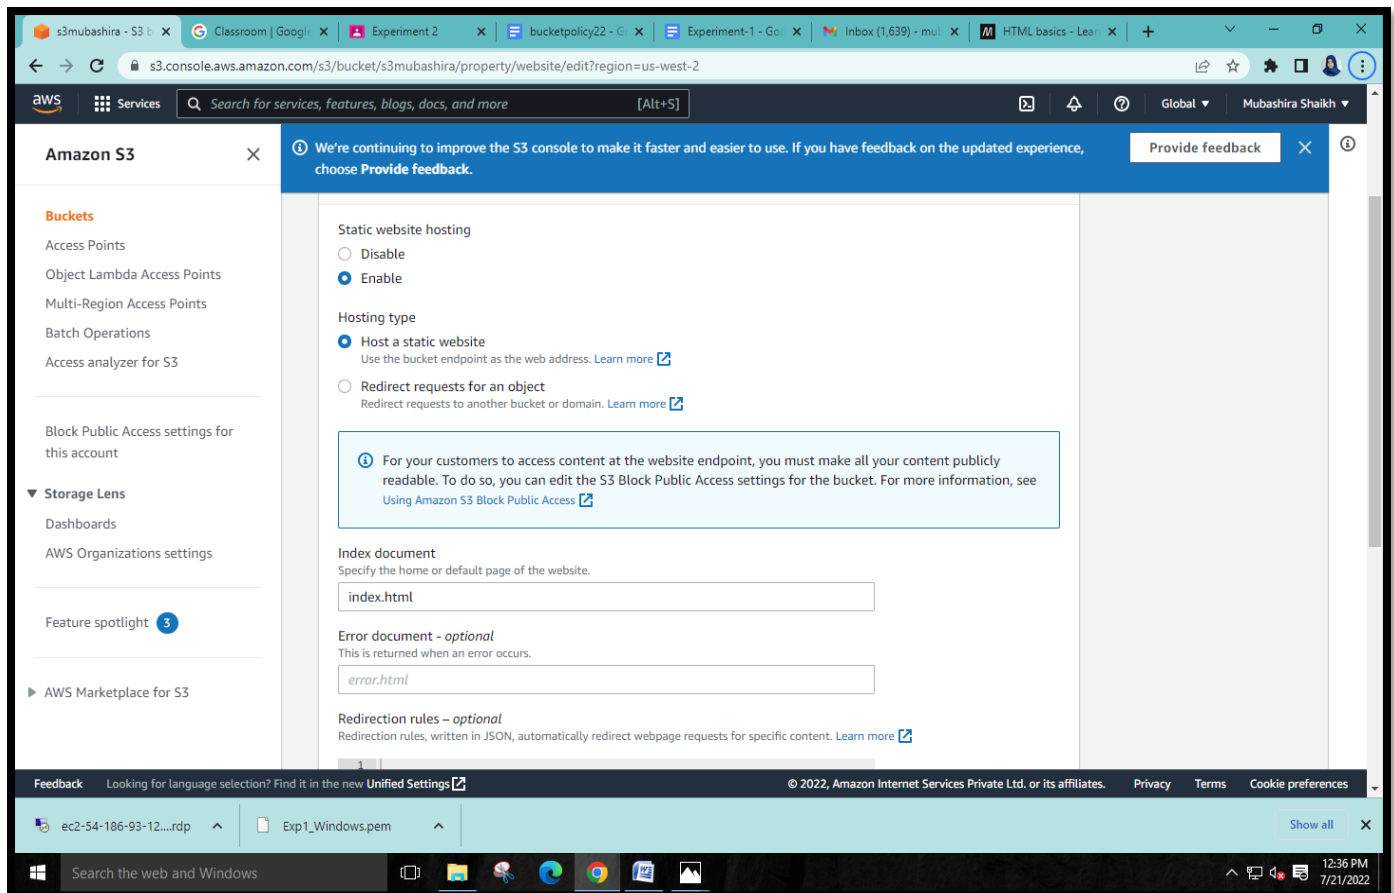 s3mubashira - S3 b
Classroom | Google
Experiment 2
bucketpolicy22 - G
Experiment-1 - Goo
Inbox (1,639) - mub
HTML basics - Lear
s3.console.aws.amazon.com/s3/bucket/s3mubashira/property/website/edit?region=us-west-2
aws
Services
Search for services, features, blogs, docs, and more
[Alt+S]
Global
Mubashira Shaikh
Amazon S3
Buckets
Access Points
Object Lambda Access Points
Multi-Region Access Points
Batch Operations
Access analyzer for S3
Block Public Access settings for
this account
Storage Lens
Dashboards
AWS Organizations settings
Feature spotlight 3
AWS Marketplace for S3
We're continuing to improve the S3 console to make it faster and easier to use. If you have feedback on the updated experience,
choose Provide feedback.
Provide feedback
Static website hosting
Disable
Enable
Hosting type
Host a static website
Use the bucket endpoint as the web address. Learn more
Redirect requests for an object
Redirect requests to another bucket or domain. Learn more
For your customers to access content at the website endpoint, you must make all your content publicly
readable. To do so, you can edit the S3 Block Public Access settings for the bucket. For more information, see
Using Amazon S3 Block Public Access
Index document
Specify the home or default page of the website.
index.html
Error document - optional
This is returned when an error occurs.
error.html
Redirection rules – optional
Redirection rules, written in JSON, automatically redirect webpage requests for specific content. Learn more
1
Feedback
Looking for language selection? Find it in the new Unified Settings
© 2022, Amazon Internet Services Private Ltd. or its affiliates.
Privacy
Terms
Cookie preferences
ec2-54-186-93-12....rdp
Exp1_Windows.pem
Show all
Search the web and Windows
12:36 PM
7/21/2022